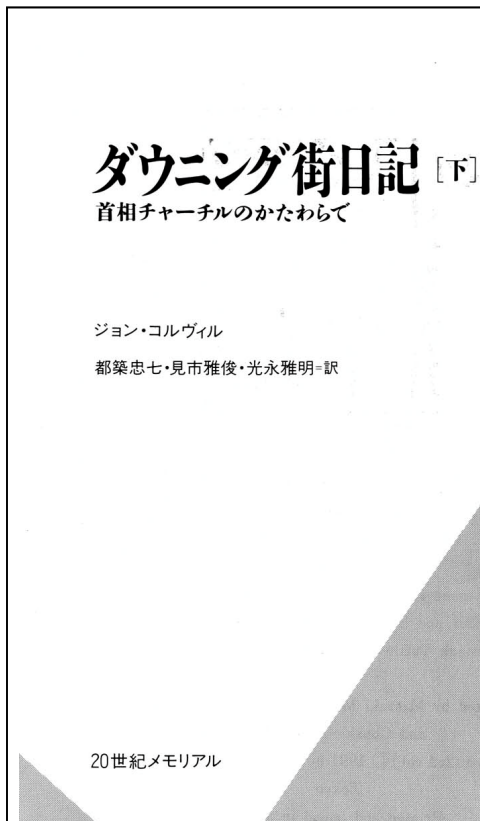 ダウニング街日記[下]
首相チャーチルのかたわらで
ジョン・コルヴィル
都築忠七・見市雅俊・光永雅明=訳
20世紀メモリアル